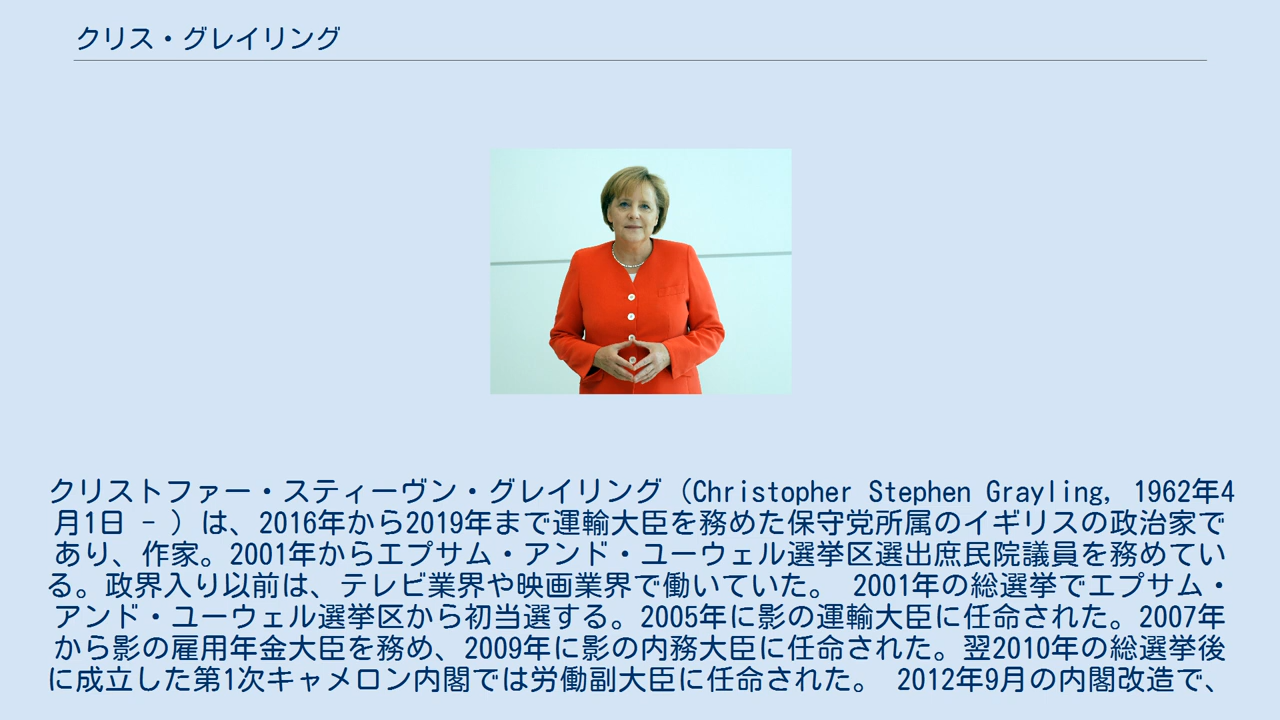 クリス・グレイリング
クリストファー・スティーヴン・グレイリング（Christopher Stephen Grayling, 1962年4
月1日 - ）は、2016年から2019年まで運輸大臣を務めた保守党所属のイギリスの政治家で
あり、作家。2001年からエプサム・アンド・ユーウェル選挙区選出庶民院議員を務めてい
る。政界入り以前は、テレビ業界や映画業界で働いていた。 2001年の総選挙でエプサム・
アンド・ユーウェル選挙区から初当選する。2005年に影の運輸大臣に任命された。2007年
から影の雇用年金大臣を務め、2009年に影の内務大臣に任命された。翌2010年の総選挙後
に成立した第1次キャメロン内閣では労働副大臣に任命された。 2012年9月の内閣改造で、